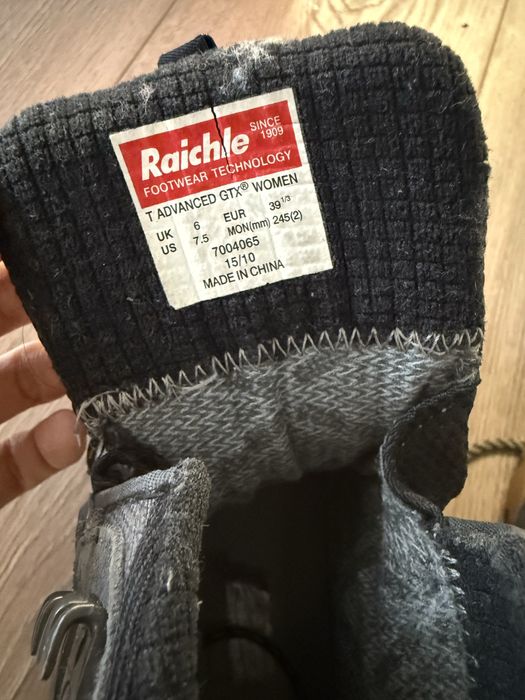 Raichle SINCE 1909
FOOTWEAR TECHNOLOGY
T ADVANCED GTX® WOMEN
UK 6 EUR 39 1/3
US 7.5 MON(mm) 245(2)
7004065
15/10
MADE IN CHINA